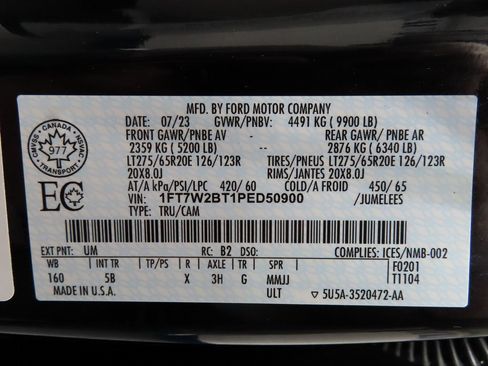 MFD. BY FORD MOTOR COMPANY
07/23 GVWR/PNBV: 4491 KG ( 9900 LB)
FRONT GAWR/PNBE AV REAR GAWR/PNBE AR
2359 KG ( 5200 LB) 2876 KG ( 6340 LB)
LT275/65R20E 126/123R TIRES/PNEUS LT275/65R20E 126/123R
20X8.0J RIMS/JANTES 20X8.0J
AT/A kPa/PSI/LPC 420/ 60 COLD/A FROID 450/ 65
VIN: 1FT7W2BT1PED50900 /JUMELEES
TYPE: TRU/CAM
CANADA
977
TRANSPORT
SVMAC
NSVAC
EC
EXT PNT: UM RC: B2 DSO: COMPLIES: ICES/NMB-002
WB INT TR TP/PS R AXLE TR SPR F0201
160 5B X 3H G MMJJ T1104
MADE IN U.S.A. ULT ▽ 5U5A-3520472-AA